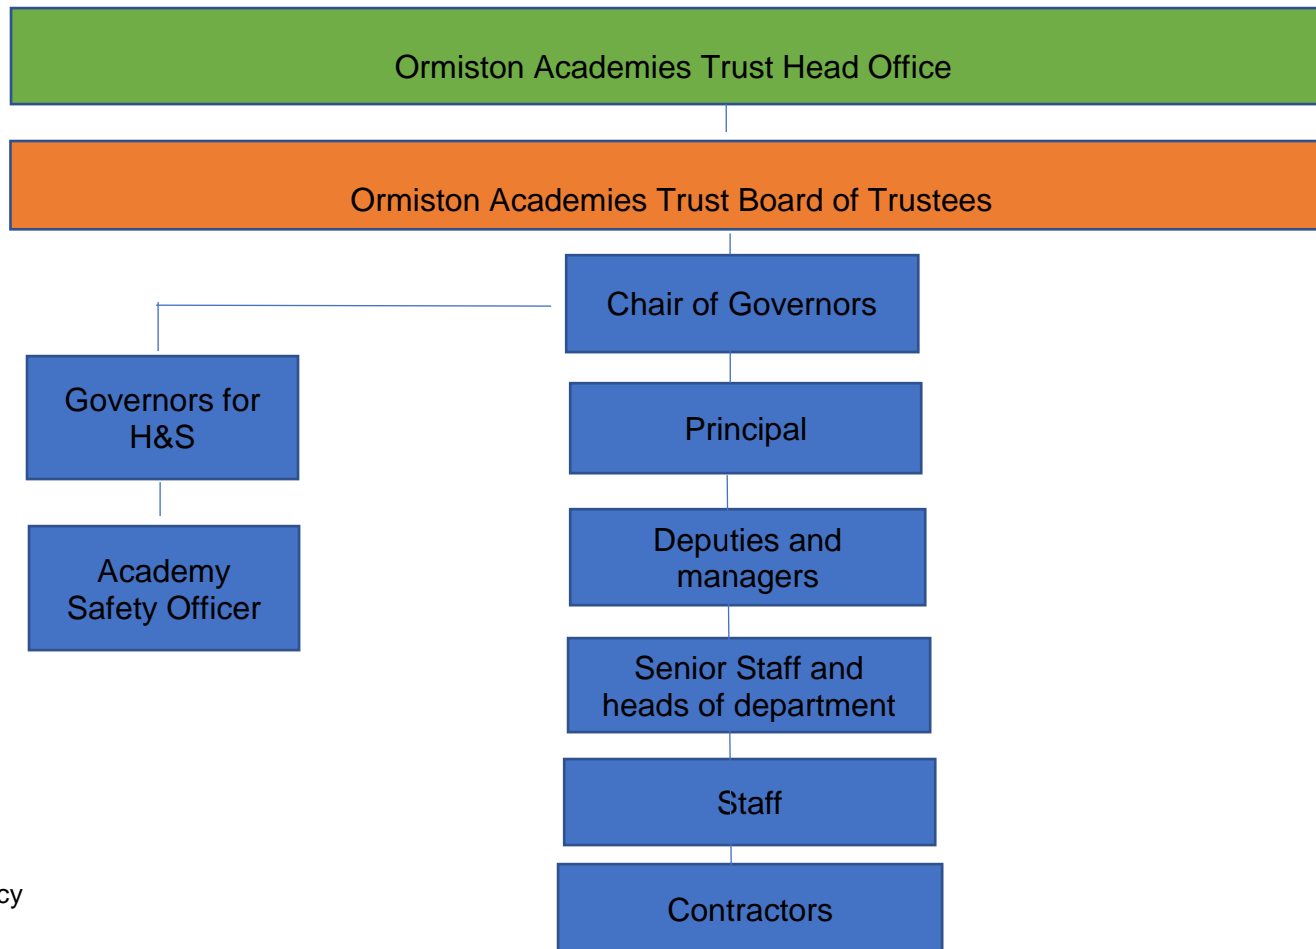 Ormiston Academies Trust Head Office
Ormiston Academies Trust Board of Trustees
Chair of Governors
Governors for
H&S
Principal
Academy
Safety Officer
Deputies and
managers
Senior Staff and
heads of department
Staff
Contractors
cy